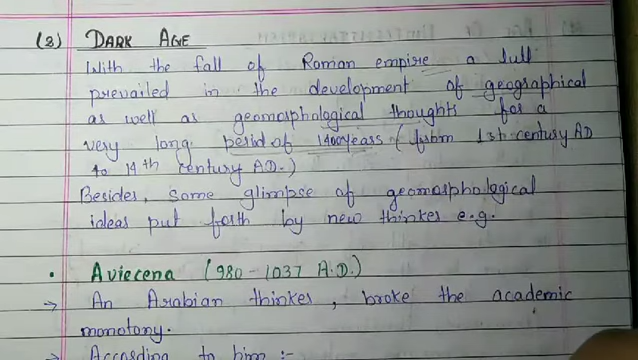 (3) DARK AGE
With the fall of Roman empire a lull
prevailed in the development of geographical
as well as geomorphological thoughts for a
very long period of 1400 years (from 1st century AD
to 14th century AD.)
Besides, some glimpse of geomorphological
ideas put forth by new thinker e.g.
• Aviecena (980-1037 A.D.)
→ An Arabian thinker, broke the academic
monotony.
→ According to him :-